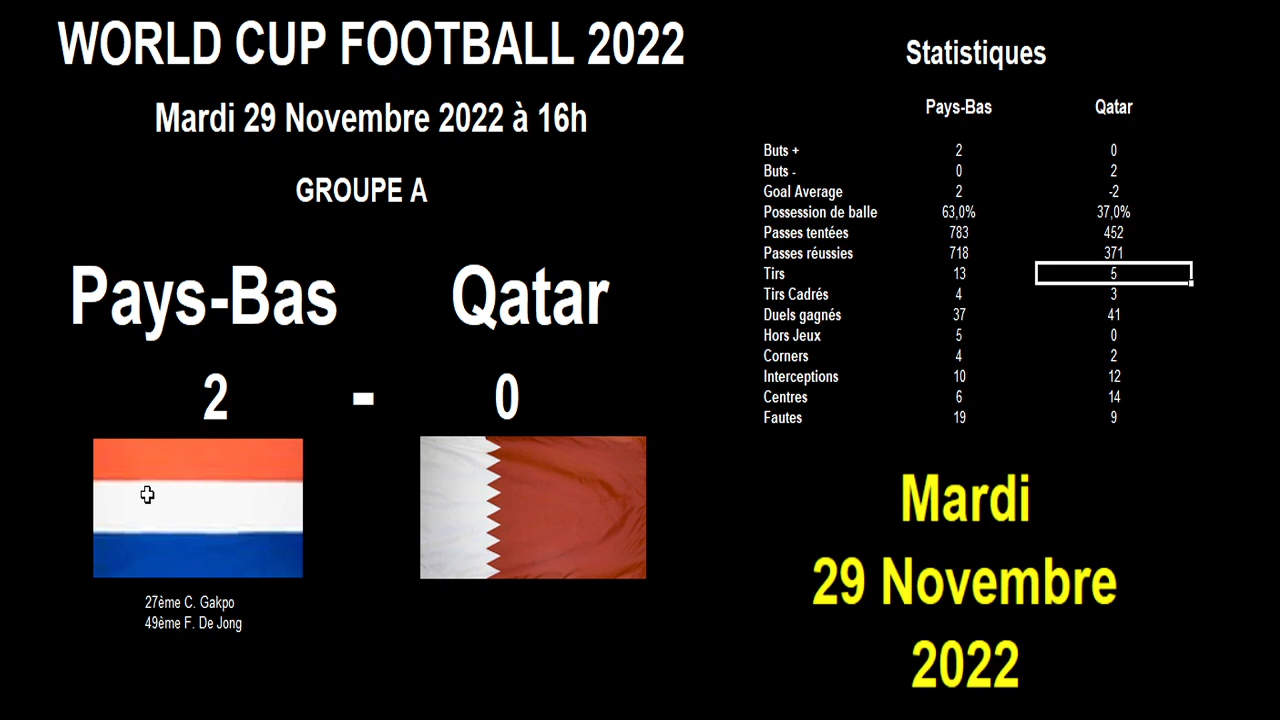 WORLD CUP FOOTBALL 2022
Mardi 29 Novembre 2022 à 16h
GROUPE A
Pays-Bas Qatar
2 - 0
27ème C. Gakpo
49ème F. De Jong
Statistiques
Pays-Bas Qatar
Buts + 2 0
Buts - 0 2
Goal Average 2 -2
Possession de balle 63,0% 37,0%
Passes tentées 783 452
Passes réussies 718 371
Tirs 13 5
Tirs Cadrés 4 3
Duels gagnés 37 41
Hors Jeux 5 0
Corners 4 2
Interceptions 10 12
Centres 6 14
Fautes 19 9
Mardi
29 Novembre
2022